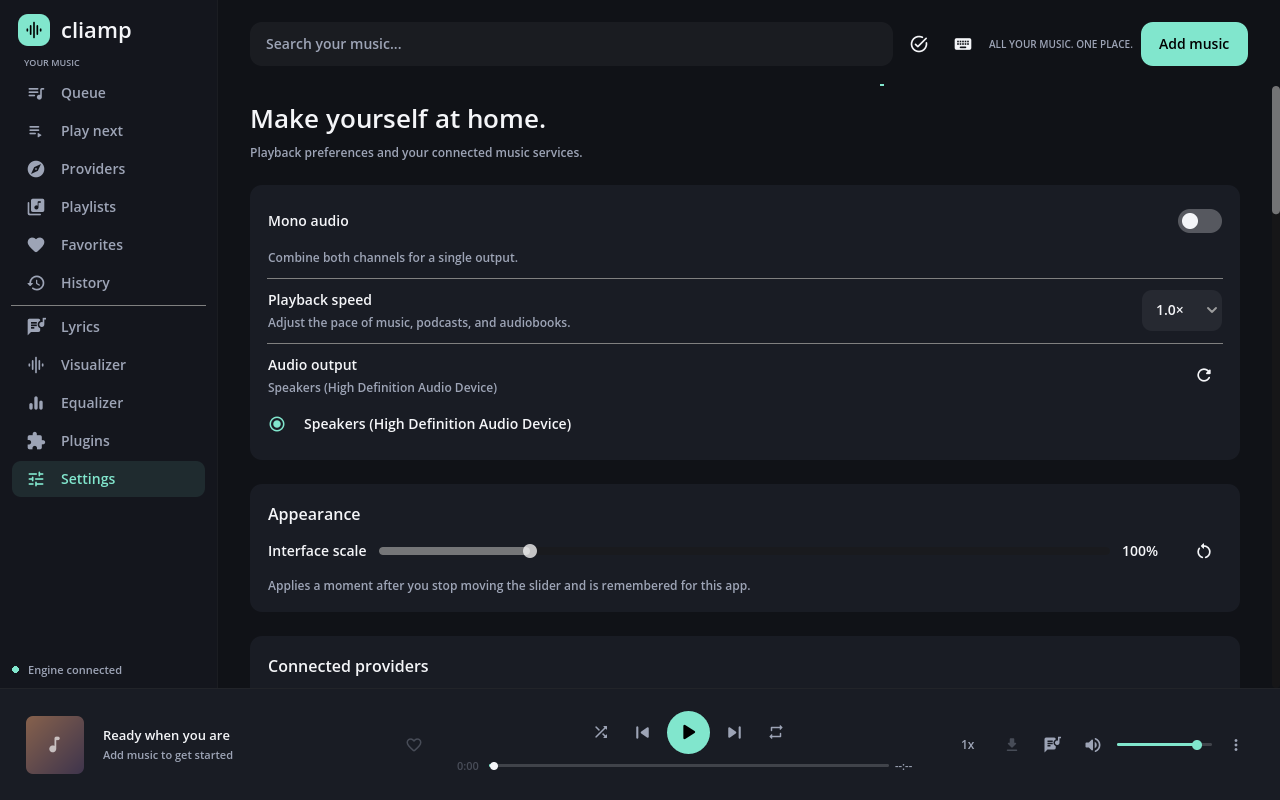 cliamp
YOUR MUSIC
Queue
Play next
Providers
Playlists
Favorites
History
Lyrics
Visualizer
Equalizer
Plugins
Settings
Engine connected
Search your music...
ALL YOUR MUSIC. ONE PLACE.
Add music
Make yourself at home.
Playback preferences and your connected music services.
Mono audio
Combine both channels for a single output.
Playback speed
Adjust the pace of music, podcasts, and audiobooks.
1.0×
Audio output
Speakers (High Definition Audio Device)
Speakers (High Definition Audio Device)
Appearance
Interface scale
100%
Applies a moment after you stop moving the slider and is remembered for this app.
Connected providers
Ready when you are
Add music to get started
0:00
--:--
1x